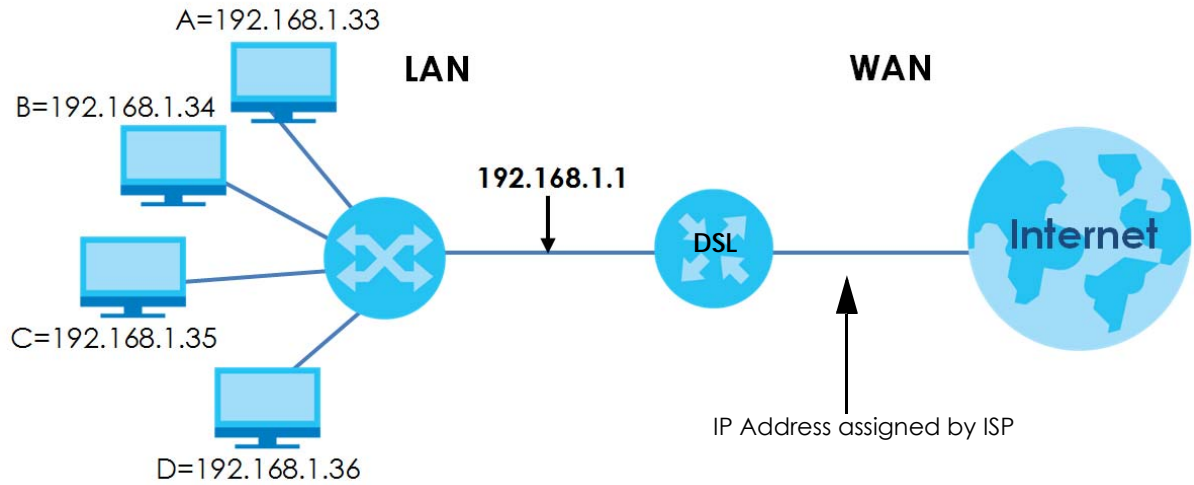 A=192.168.1.33
LAN
WAN
B=192.168.1.34
192.168.1.1
DSL
Internet
C=192.168.1.35
IP Address assigned by ISP
D=192.168.1.36